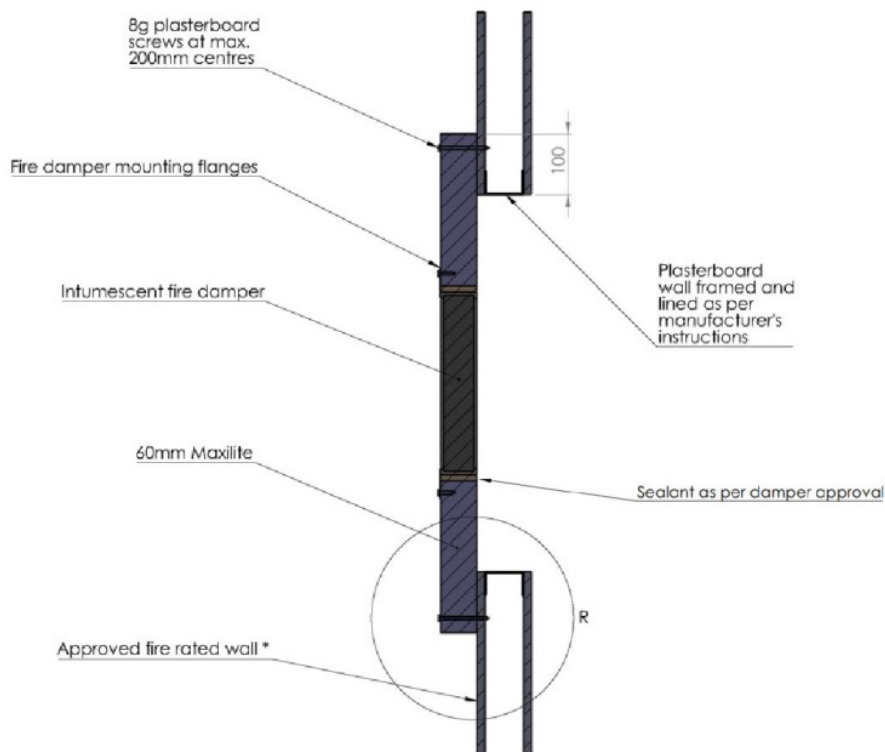 8g plasterboard
screws at max.
200mm centres
Fire damper mounting flanges
100
Intumescent fire damper
Plasterboard
wall framed and
lined as per
manufacturer's
instructions
60mm Maxilite
Sealant as per damper approval
R
Approved fire rated wall *